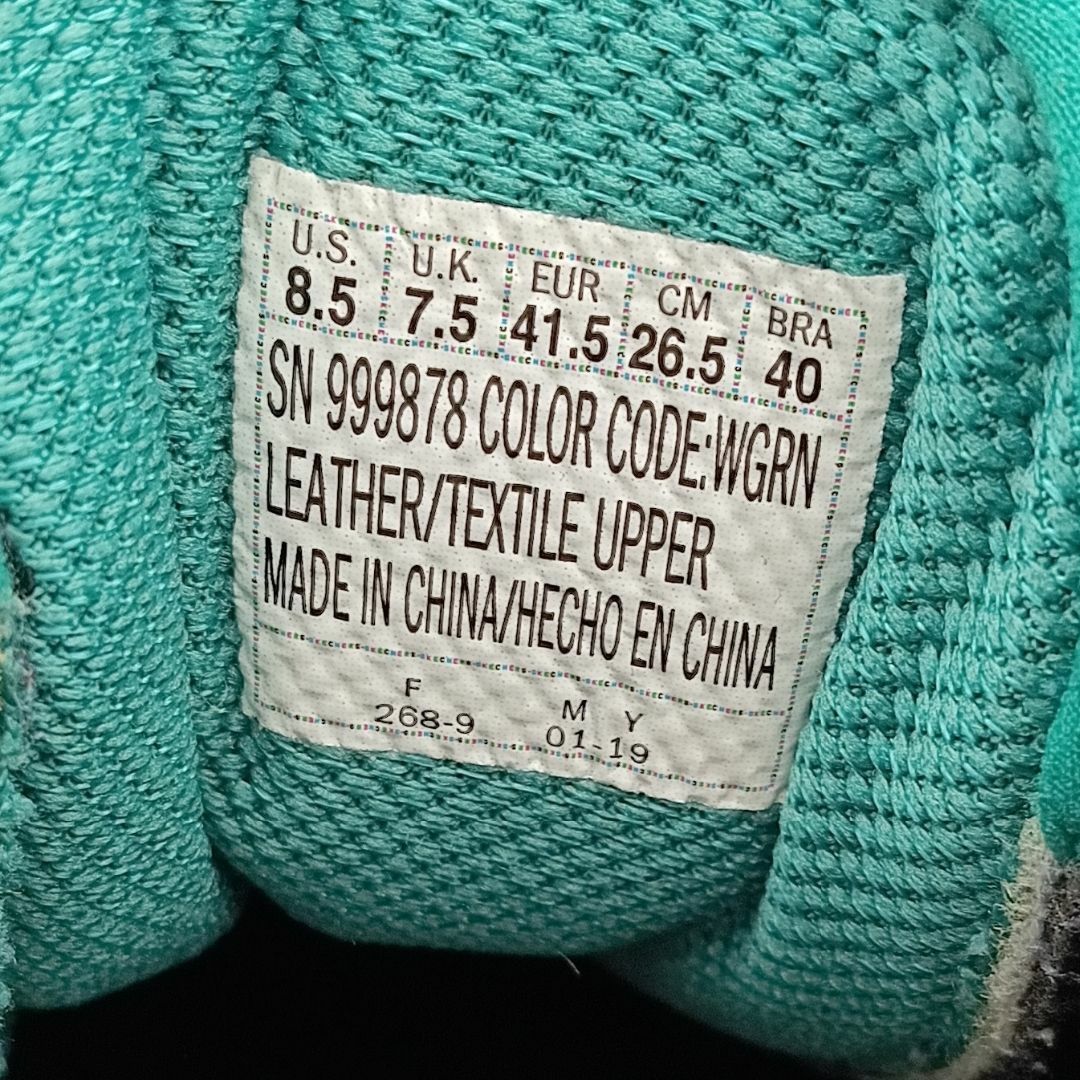 U.S. U.K. EUR CM BRA
8.5 7.5 41.5 26.5 40
SN 999878 COLOR CODE:WGRN
LEATHER/TEXTILE UPPER
MADE IN CHINA/HECHO EN CHINA
F M Y
268-9 01-19